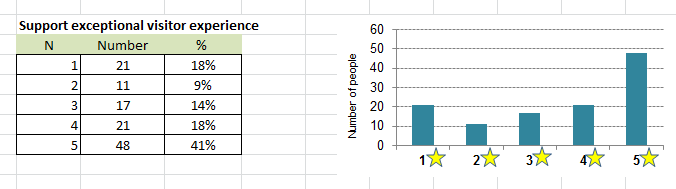 Support exceptional visitor experience
N Number %
1 21 18%
2 11 9%
3 17 14%
4 21 18%
5 48 41%
Number of people
60
50
40
30
20
10
0
1 2 3 4 5